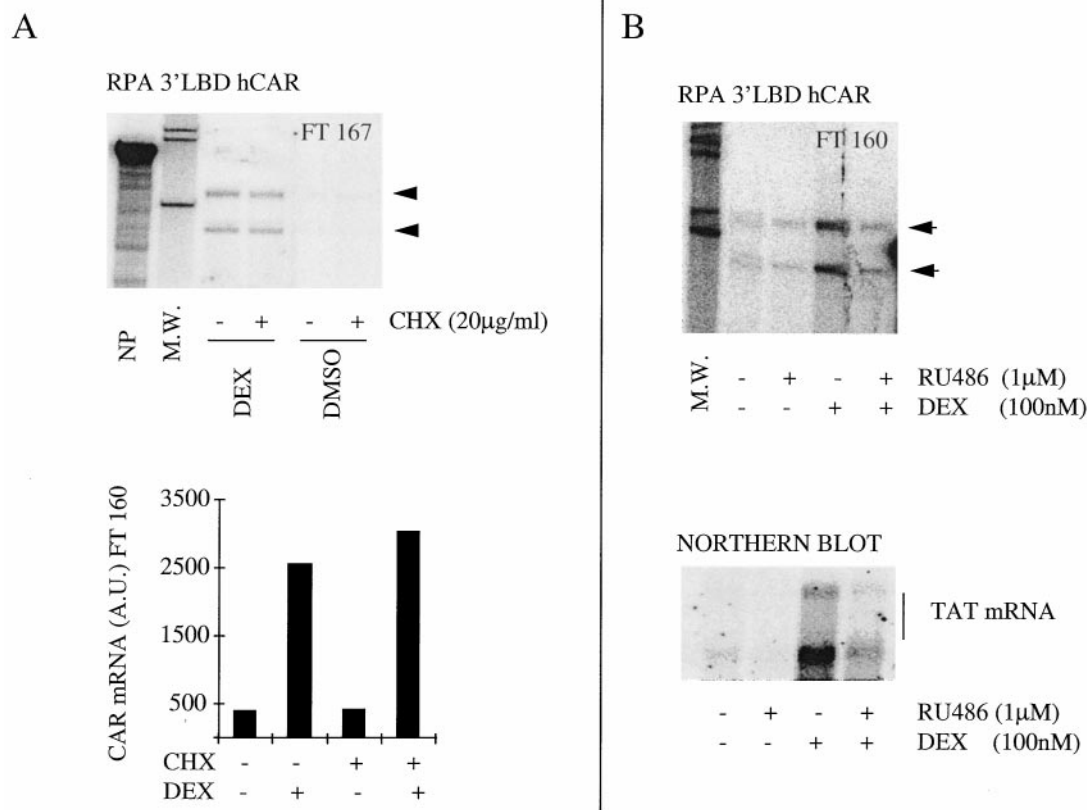 A
RPA 3'LBD hCAR
FT 167
- + - + CHX (20µg/ml)
NP
M.W.
DEX
DMSO
CAR mRNA (A.U.) FT 160
3500
2500
1500
500
CHX - - + +
DEX - + - +
B
RPA 3'LBD hCAR
FT 160
M.W.
- + - + RU486 (1µM)
- - + + DEX (100nM)
NORTHERN BLOT
TAT mRNA
- + - + RU486 (1µM)
- - + + DEX (100nM)